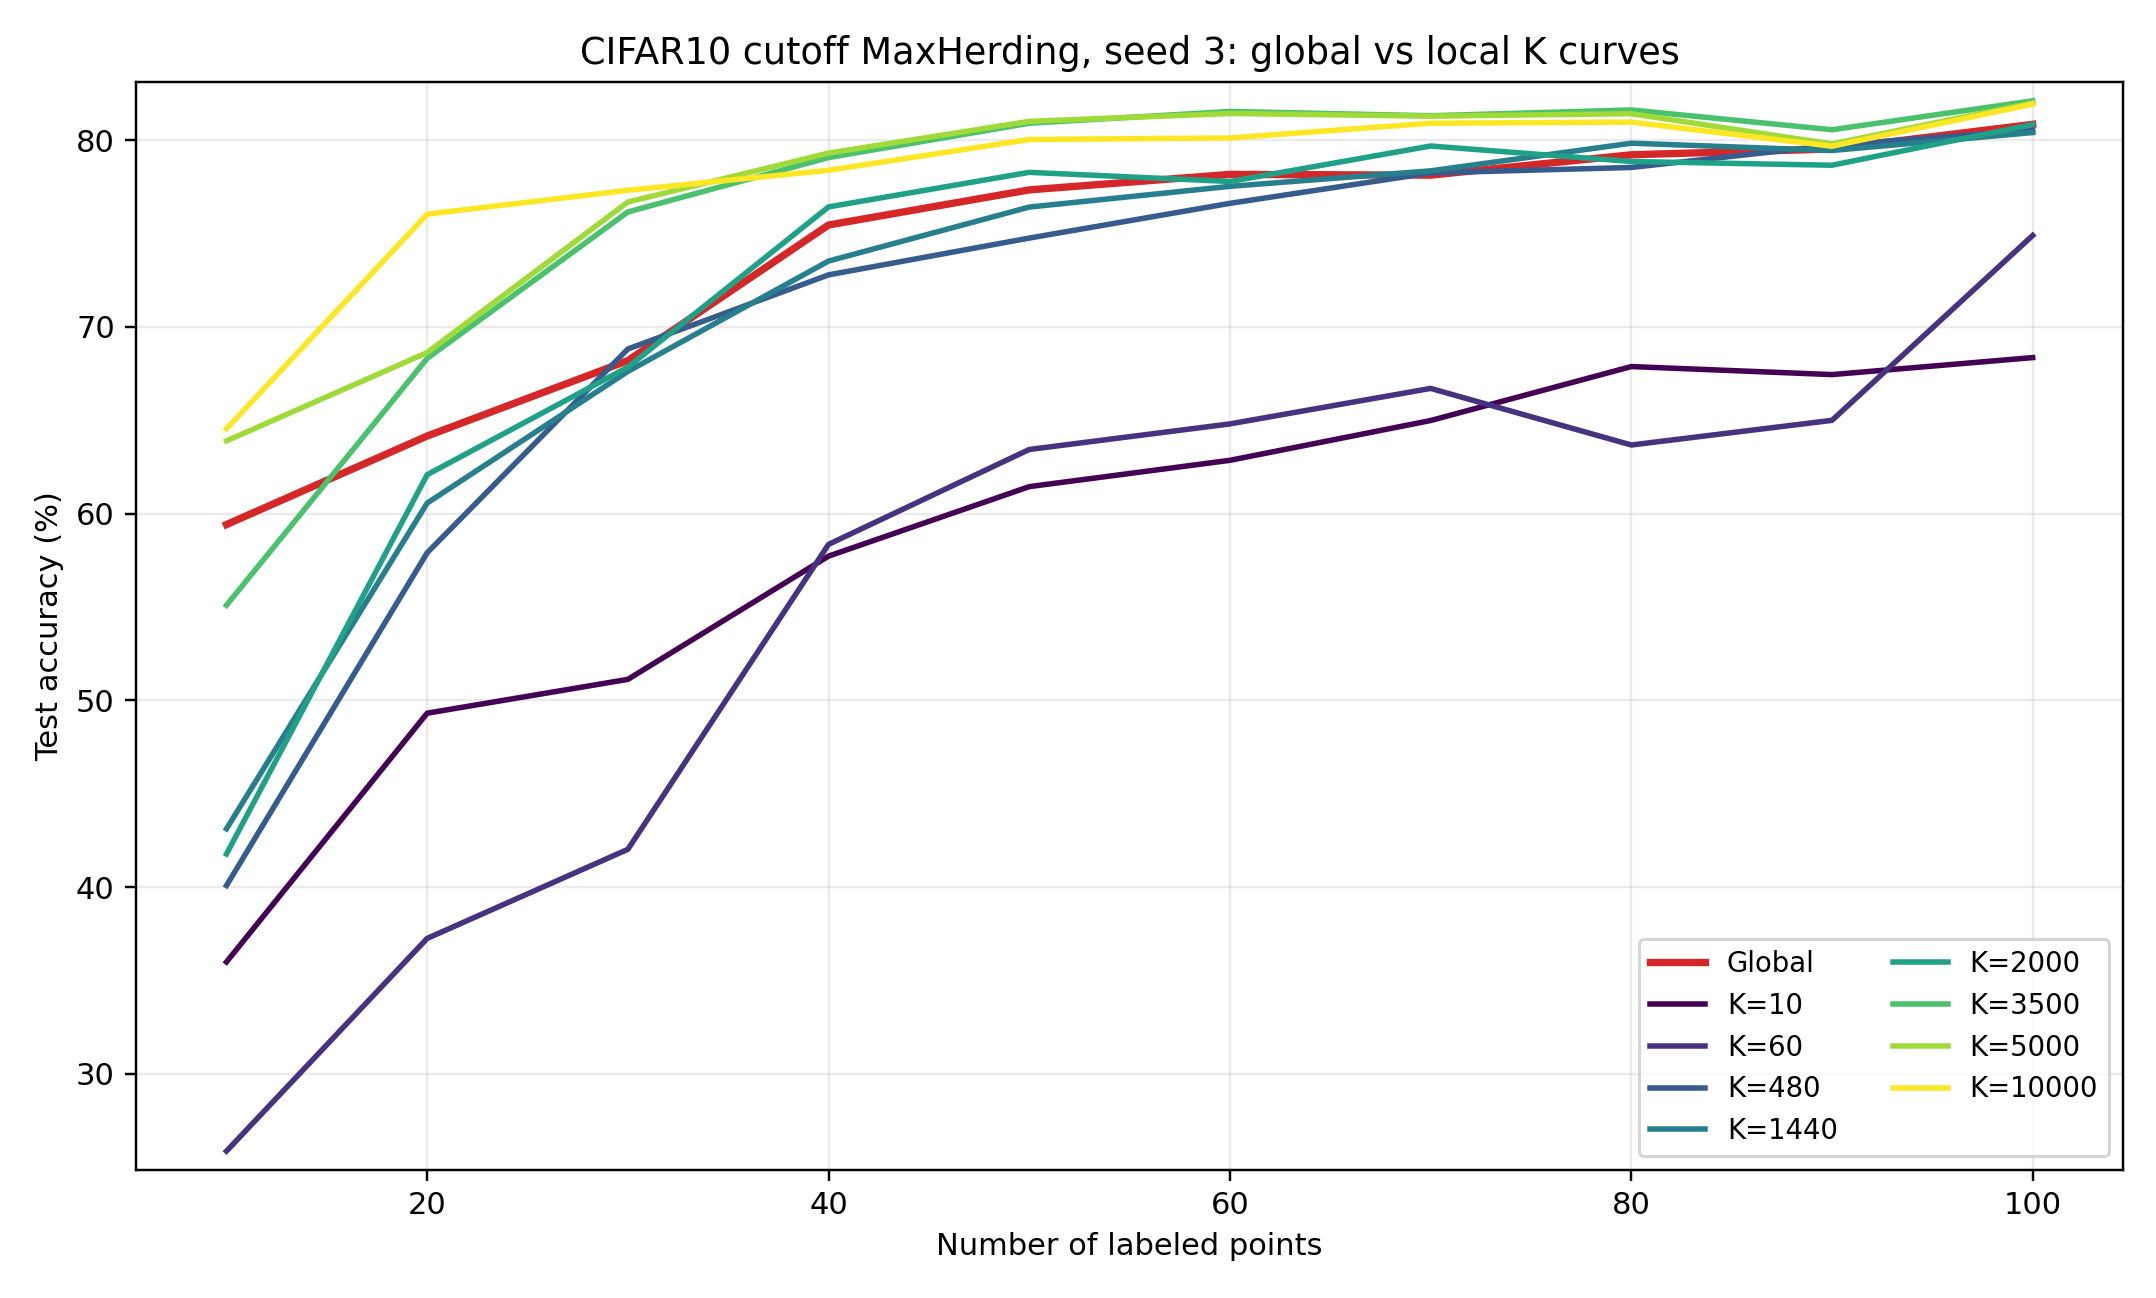 CIFAR10 cutoff MaxHerding, seed 3: global vs local K curves
80
70
60
50
40
30
Test accuracy (%)
20
40
60
80
100
Number of labeled points
Global
K=10
K=60
K=480
K=1440
K=2000
K=3500
K=5000
K=10000